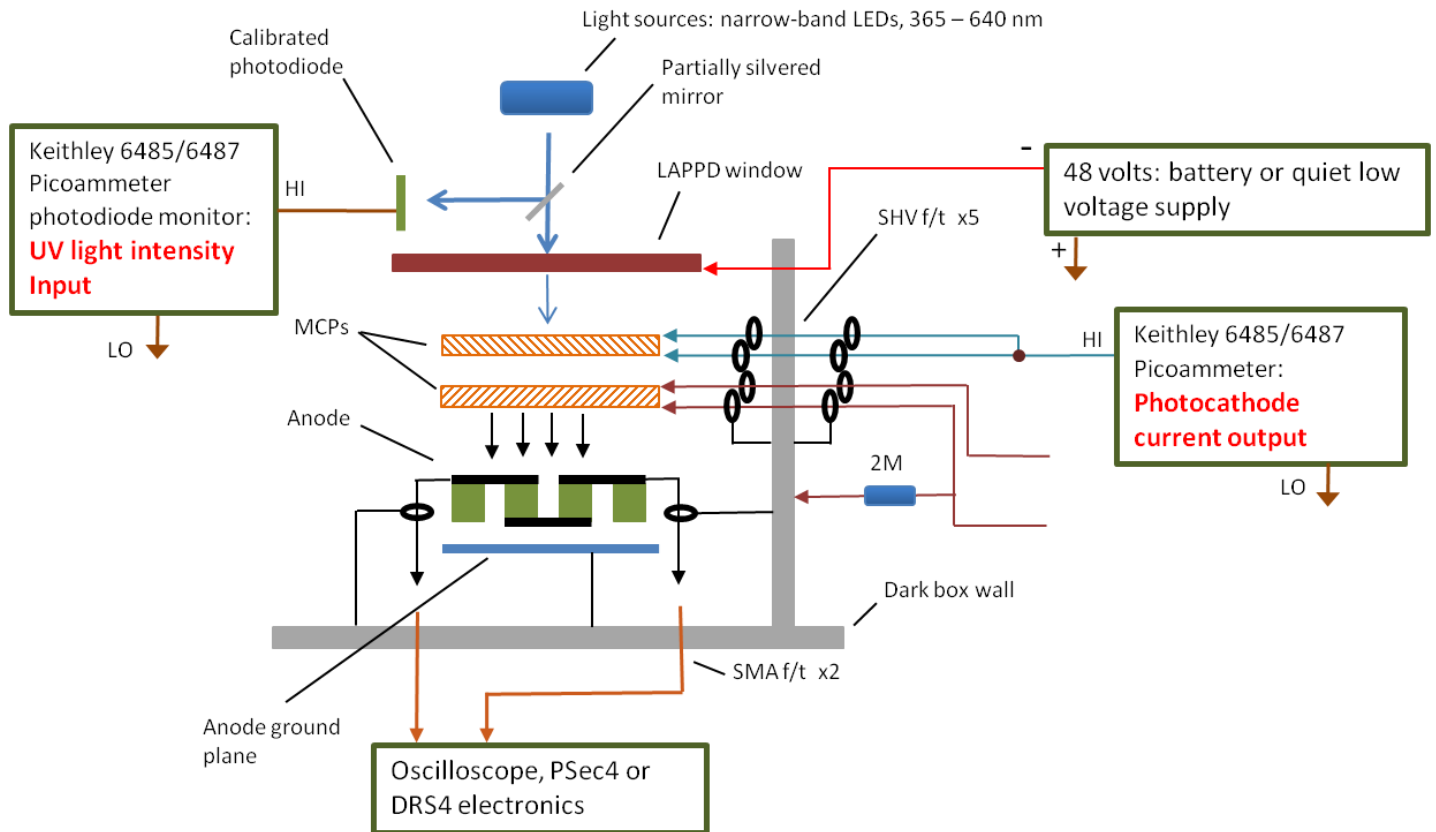 Light sources: narrow-band LEDs, 365 – 640 nm
Calibrated
photodiode
Partially silvered
mirror
Keithley 6485/6487
Picoammeter
photodiode monitor:
UV light intensity
Input
HI
LO
LAPPD window
-
48 volts: battery or quiet low
voltage supply
+
SHV f/t x5
MCPs
HI
Keithley 6485/6487
Picoammeter:
Photocathode
current output
LO
Anode
2M
Dark box wall
SMA f/t x2
Anode ground
plane
Oscilloscope, PSec4 or
DRS4 electronics